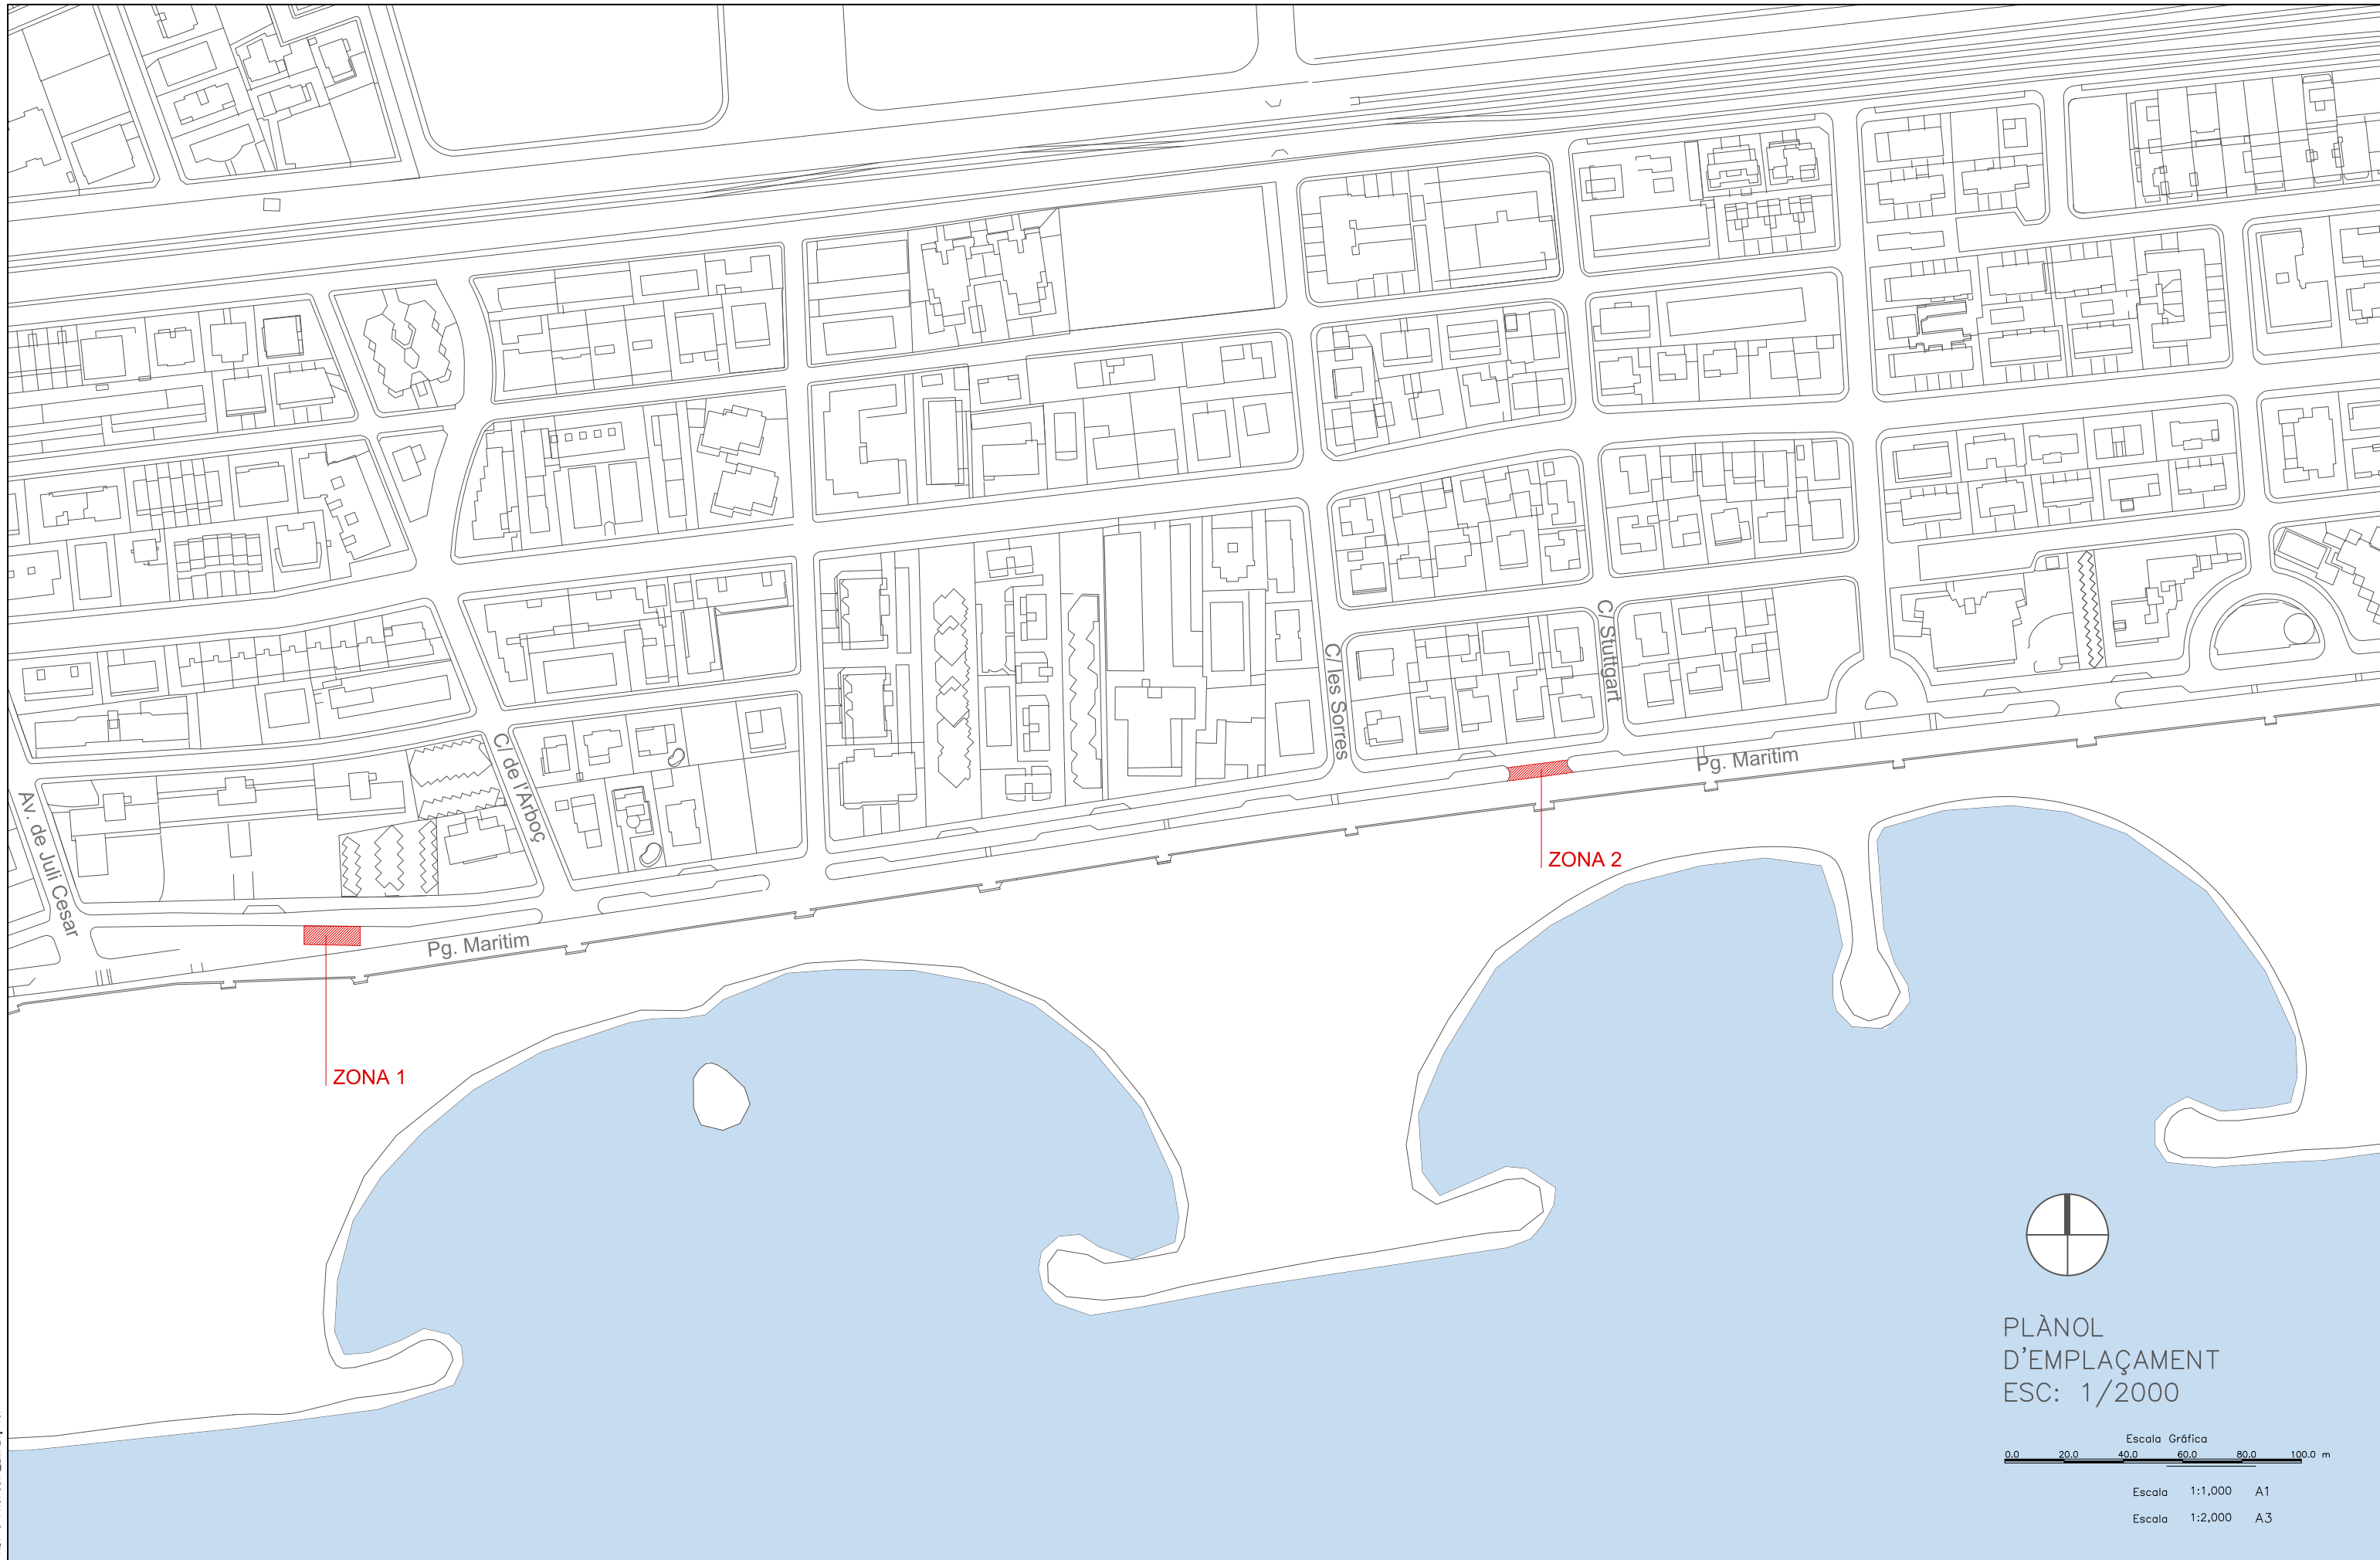 C/ Stuttgart
C/ les Sorres
C/ de l'Arboç
Av. de Juli Cesar
Pg. Maritim
Pg. Maritim
ZONA 2
ZONA 1
PLÀNOL
D'EMPLAÇAMENT
ESC: 1/2000
Escala Gráfica
0.0 20.0 40.0 60.0 80.0 100.0 m
Escala 1:1,000 A1
Escala 1:2,000 A3